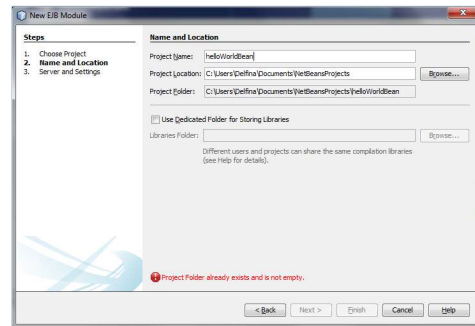 New EJB Module
Steps
1. Choose Project
2. Name and Location
3. Server and Settings
Name and Location
Project Name: helloWorldBean
Project Location: C:\Users\Delfina\Documents\NetBeansProjects Browse...
Project Folder: C:\Users\Delfina\Documents\NetBeansProjects\helloWorldBean
Use Dedicated Folder for Storing Libraries
Libraries Folder: Browse...
Different users and projects can share the same compilation libraries
(see Help for details).
Project Folder already exists and is not empty.
< Back Next > Finish Cancel Help